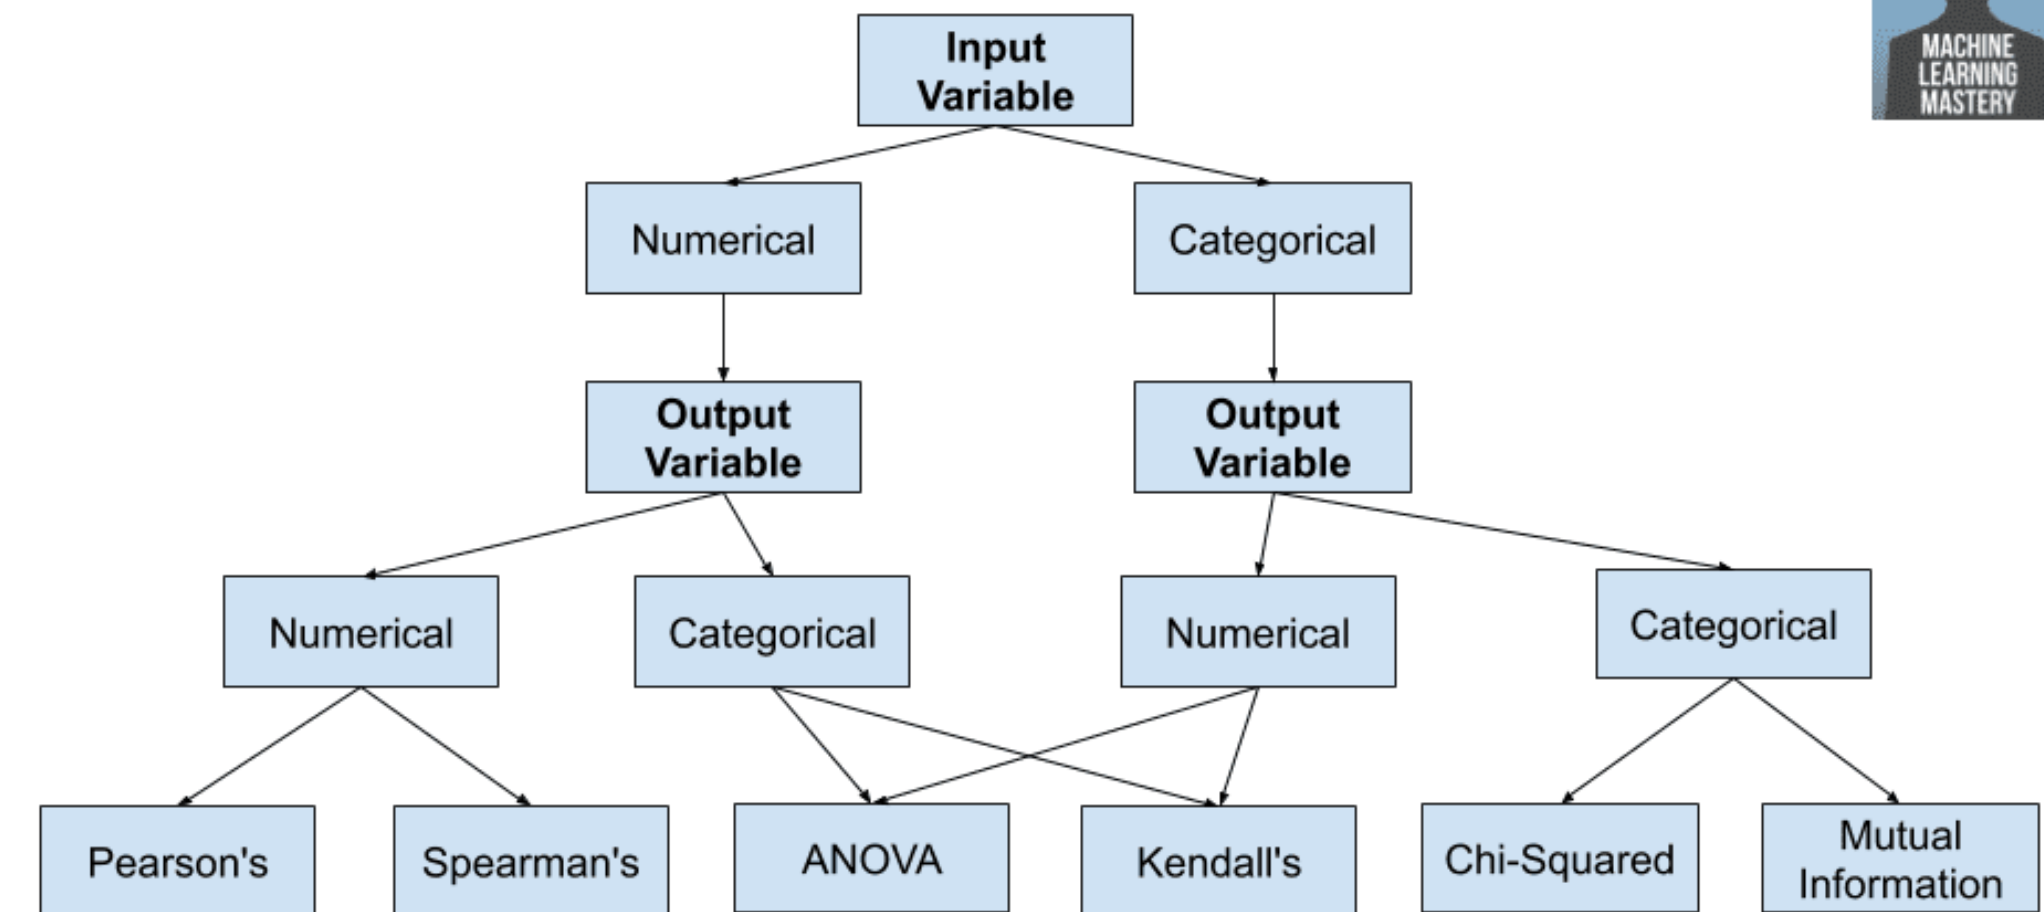 Input
Variable
MACHINE
LEARNING
MASTERY
Numerical
Categorical
Output
Variable
Output
Variable
Numerical
Categorical
Numerical
Categorical
Pearson's
Spearman's
ANOVA
Kendall's
Chi-Squared
Mutual
Information